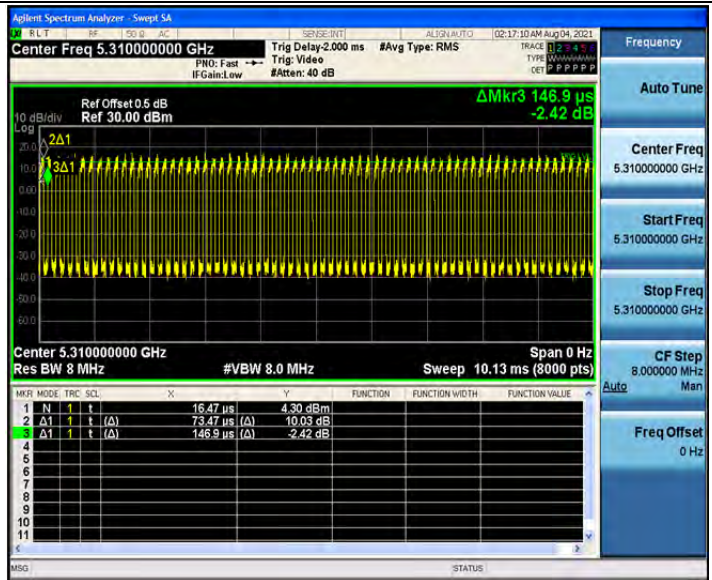 Agilent Spectrum Analyzer - Swept SA
RLT RF 50 Ω AC SENSE:INT ALIGN AUTO 02:17:10 AM Aug 04, 2021
Center Freq 5.310000000 GHz
PNO: Fast
IFGain:Low
Trig Delay-2.000 ms
Trig: Video
#Atten: 40 dB
#Avg Type: RMS
TRACE 1 2 3 4 5 6
TYPE
DET P P P P P P
Frequency
Auto Tune
Center Freq
5.310000000 GHz
Start Freq
5.310000000 GHz
Stop Freq
5.310000000 GHz
CF Step
8.000000 MHz
Auto Man
Freq Offset
0 Hz
ΔMkr3 146.9 µs
-2.42 dB
Ref Offset 0.5 dB
10 dB/div Ref 30.00 dBm
Log
20.0
10.0
0.00
-10.0
-20.0
-30.0
-40.0
-50.0
-60.0
2Δ1
3Δ1
Center 5.310000000 GHz Span 0 Hz
Res BW 8 MHz #VBW 8.0 MHz Sweep 10.13 ms (8000 pts)
MKR MODE TRC SCL X Y FUNCTION FUNCTION WIDTH FUNCTION VALUE
1 N 1 t 16.47 µs 4.30 dBm
2 Δ1 1 t (Δ) 73.47 µs (Δ) 10.03 dB
3 Δ1 1 t (Δ) 146.9 µs (Δ) -2.42 dB
4
5
6
7
8
9
10
11
MSG STATUS